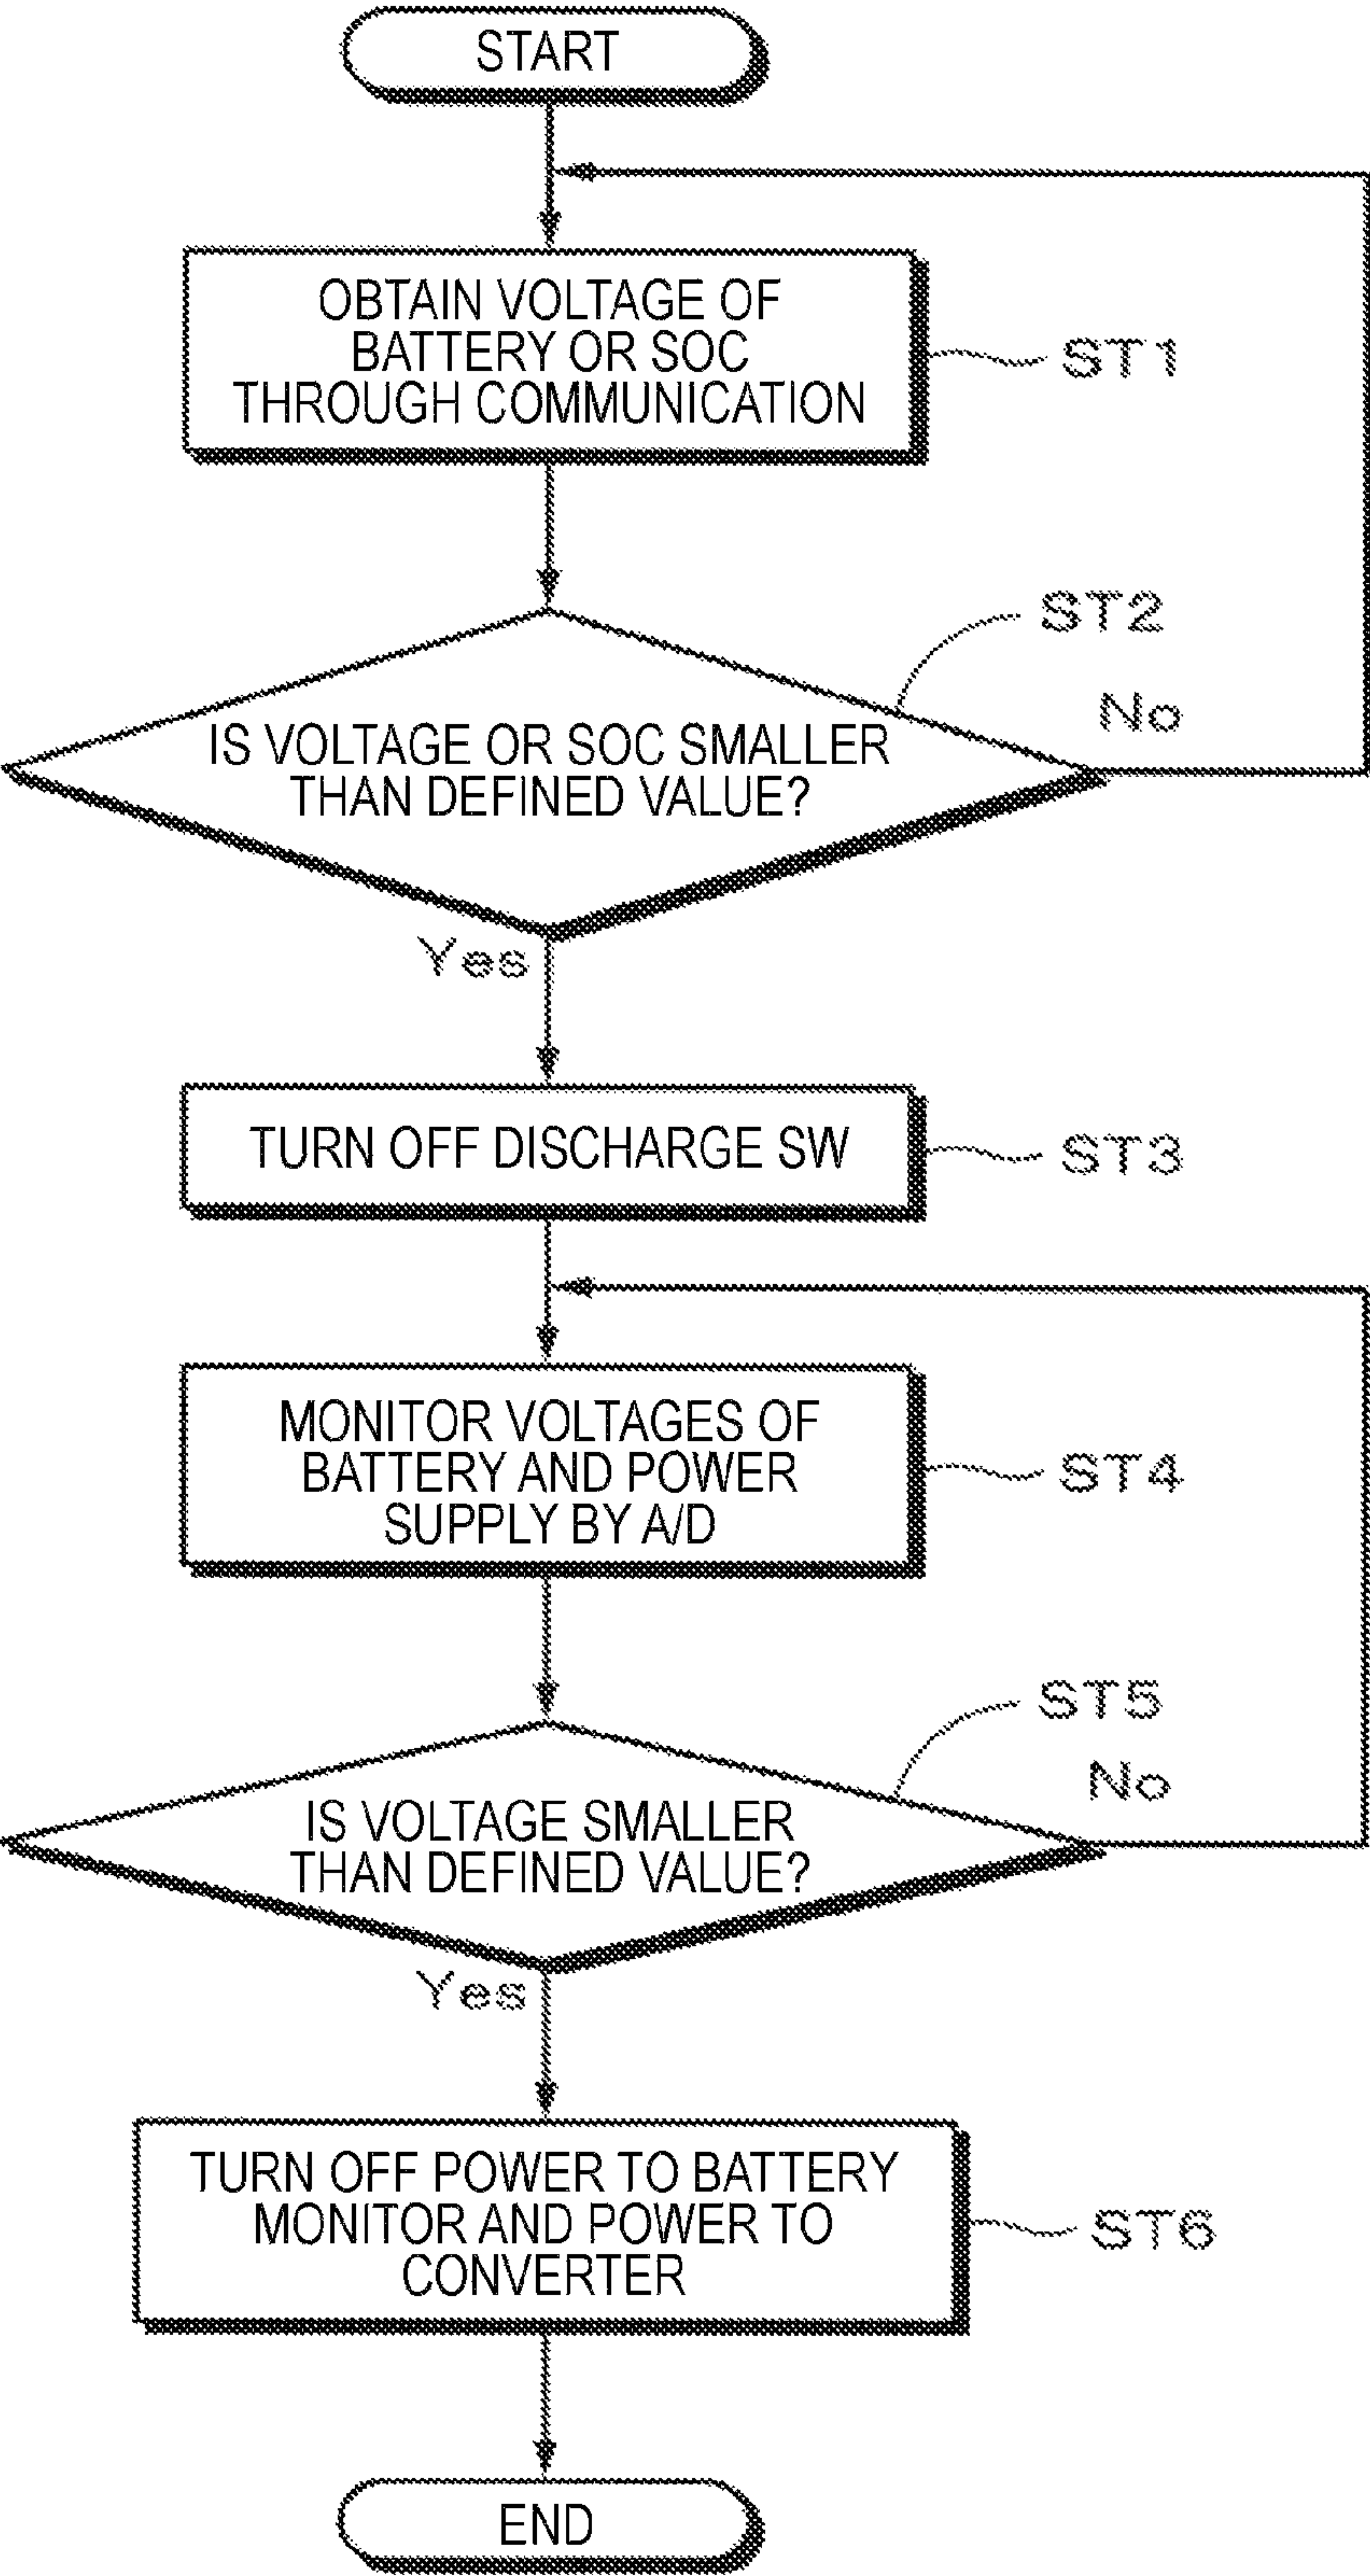 START
OBTAIN VOLTAGE OF
BATTERY OR SOC
THROUGH COMMUNICATION
ST1
ST2
No
IS VOLTAGE OR SOC SMALLER
THAN DEFINED VALUE?
Yes
TURN OFF DISCHARGE SW
ST3
MONITOR VOLTAGES OF
BATTERY AND POWER
SUPPLY BY A/D
ST4
ST5
No
IS VOLTAGE SMALLER
THAN DEFINED VALUE?
Yes
TURN OFF POWER TO BATTERY
MONITOR AND POWER TO
CONVERTER
ST6
END